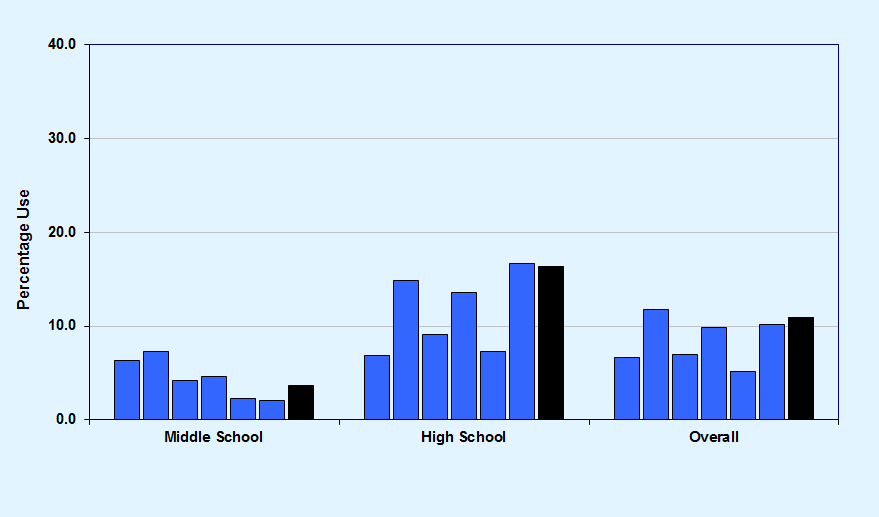 40.0
30.0
20.0
10.0
0.0
Percentage Use
Middle School
High School
Overall